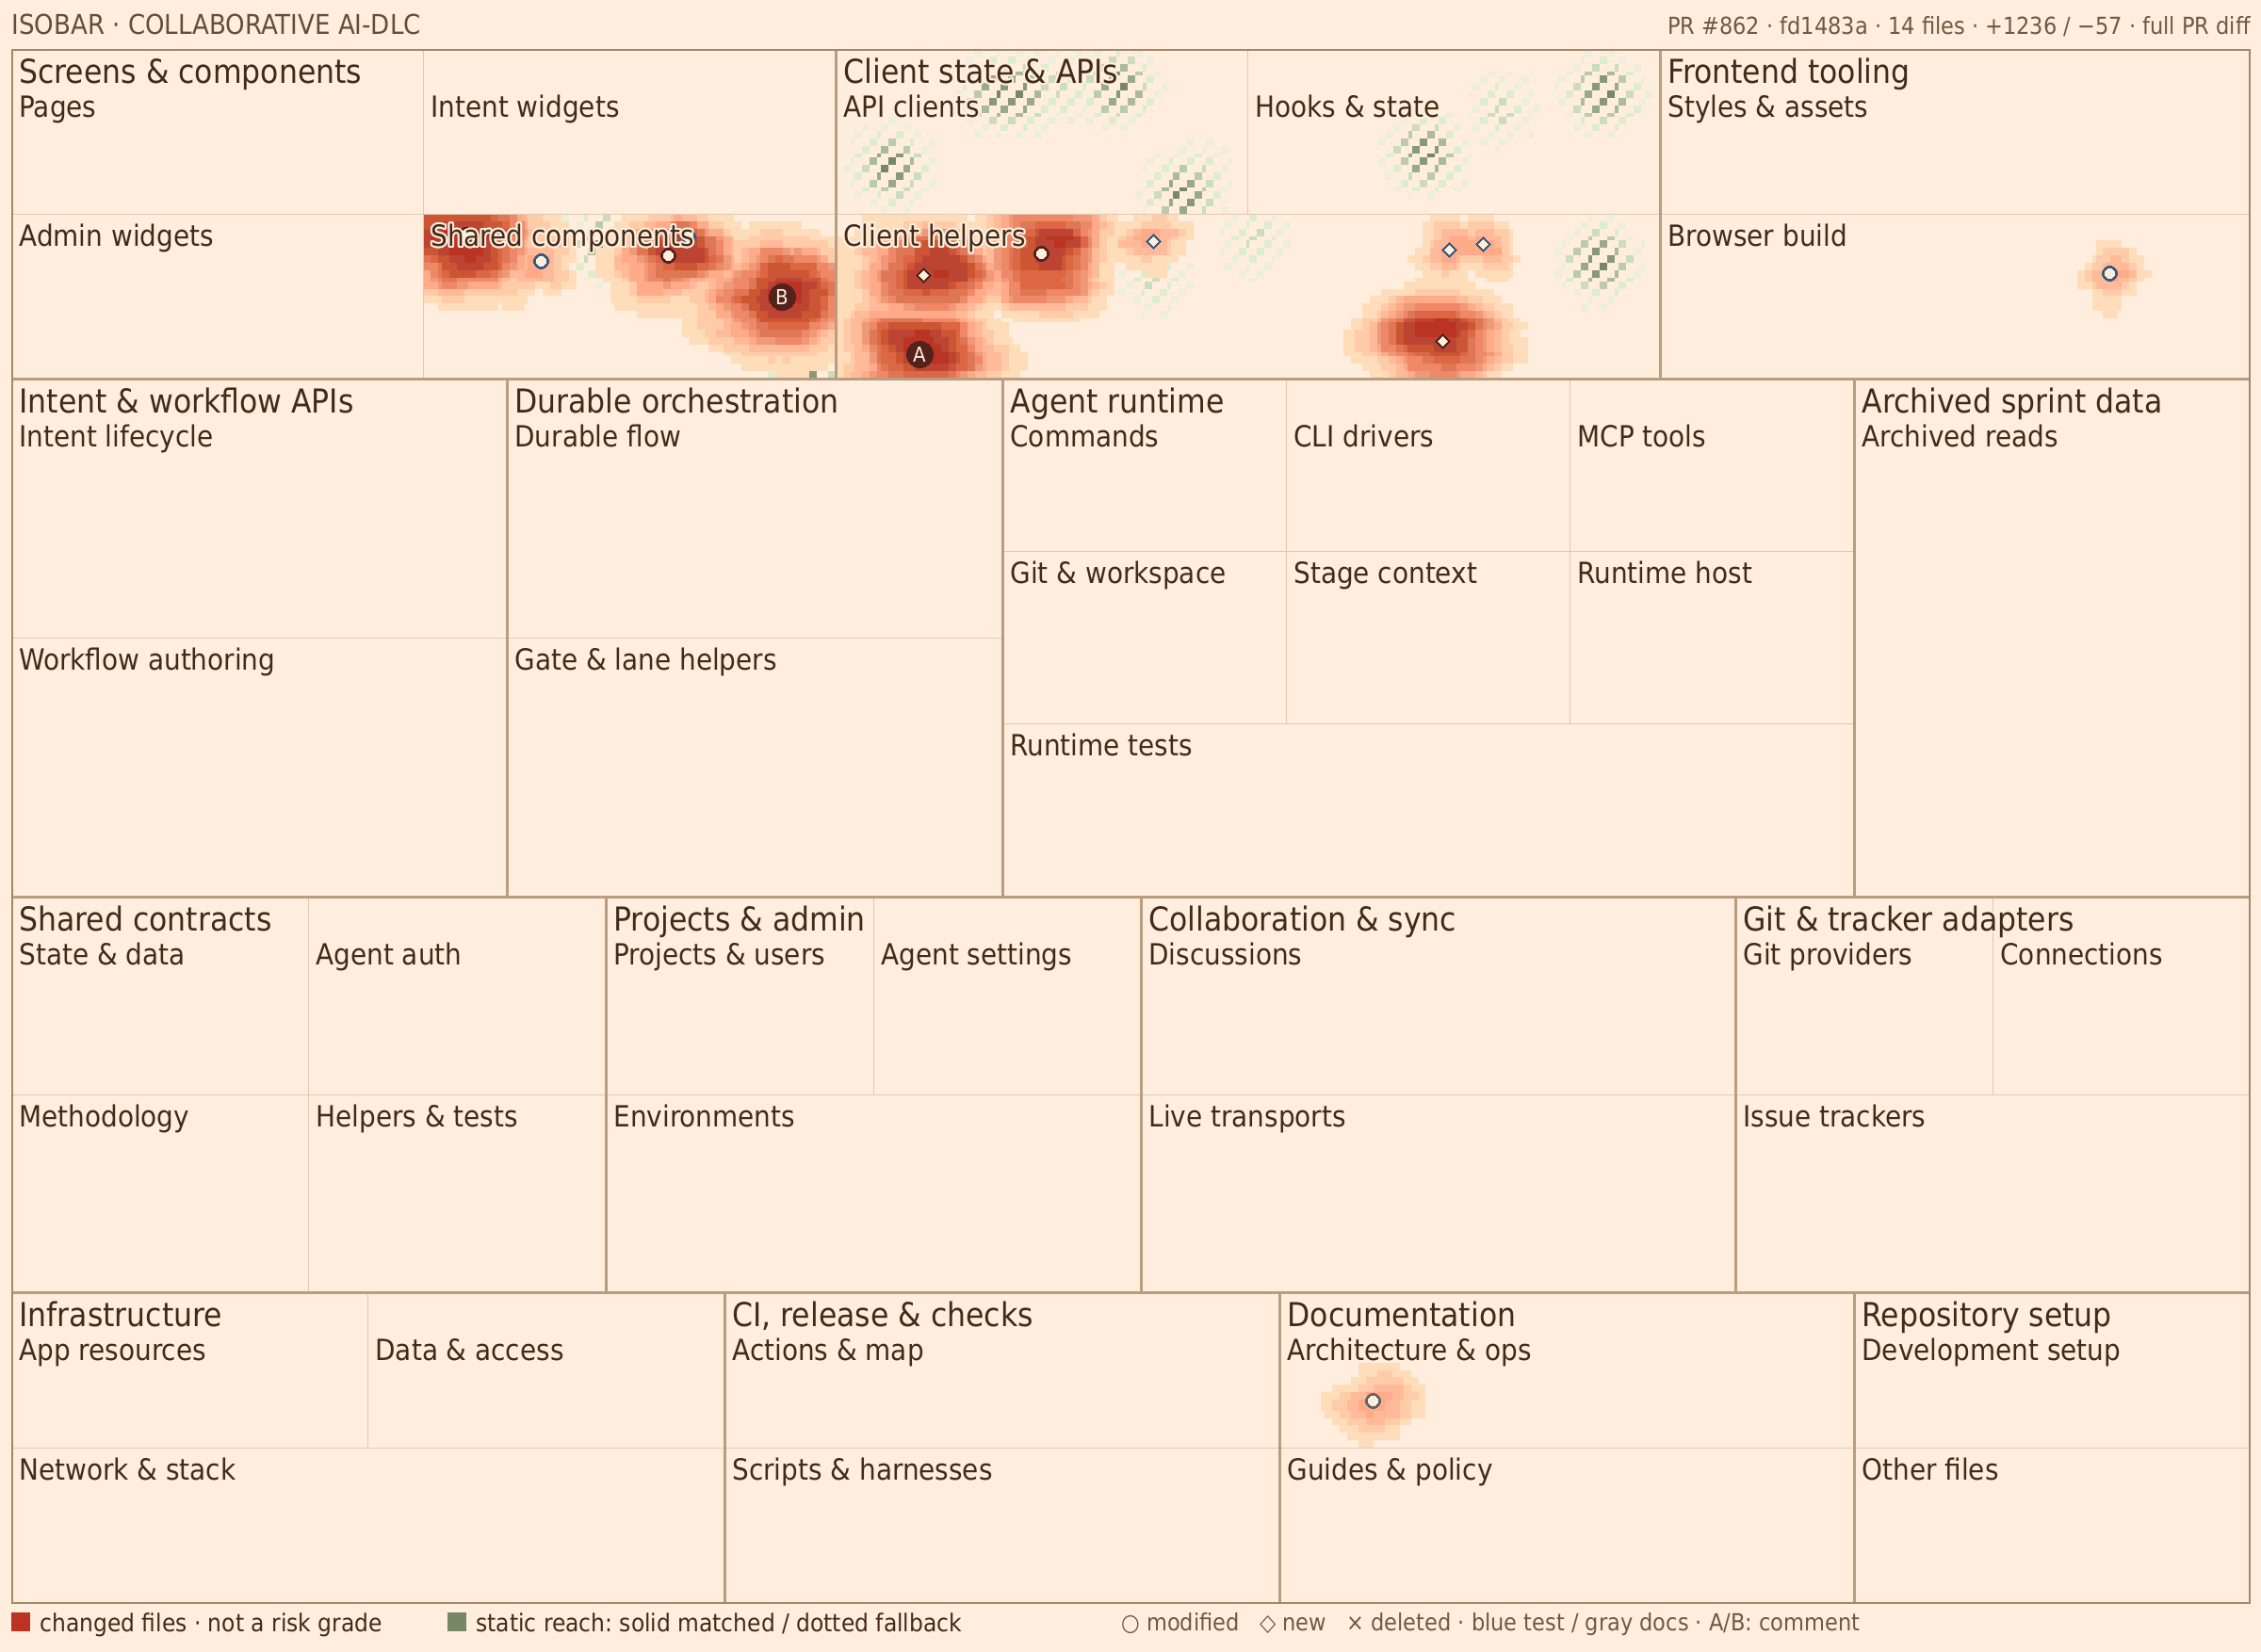 ISOBAR · COLLABORATIVE AI-DLC
PR #862 · fd1483a · 14 files · +1236 / −57 · full PR diff
Screens & components
Pages
Intent widgets
Client state & APIs
API clients
Hooks & state
Frontend tooling
Styles & assets
Admin widgets
Shared components
B
Client helpers
A
Browser build
Intent & workflow APIs
Intent lifecycle
Durable orchestration
Durable flow
Agent runtime
Commands
CLI drivers
MCP tools
Archived sprint data
Archived reads
Git & workspace
Stage context
Runtime host
Workflow authoring
Gate & lane helpers
Runtime tests
Shared contracts
State & data
Agent auth
Projects & admin
Projects & users
Agent settings
Collaboration & sync
Discussions
Git & tracker adapters
Git providers
Connections
Methodology
Helpers & tests
Environments
Live transports
Issue trackers
Infrastructure
App resources
Data & access
CI, release & checks
Actions & map
Documentation
Architecture & ops
Repository setup
Development setup
Network & stack
Scripts & harnesses
Guides & policy
Other files
changed files · not a risk grade
static reach: solid matched / dotted fallback
○ modified ◇ new × deleted · blue test / gray docs · A/B: comment